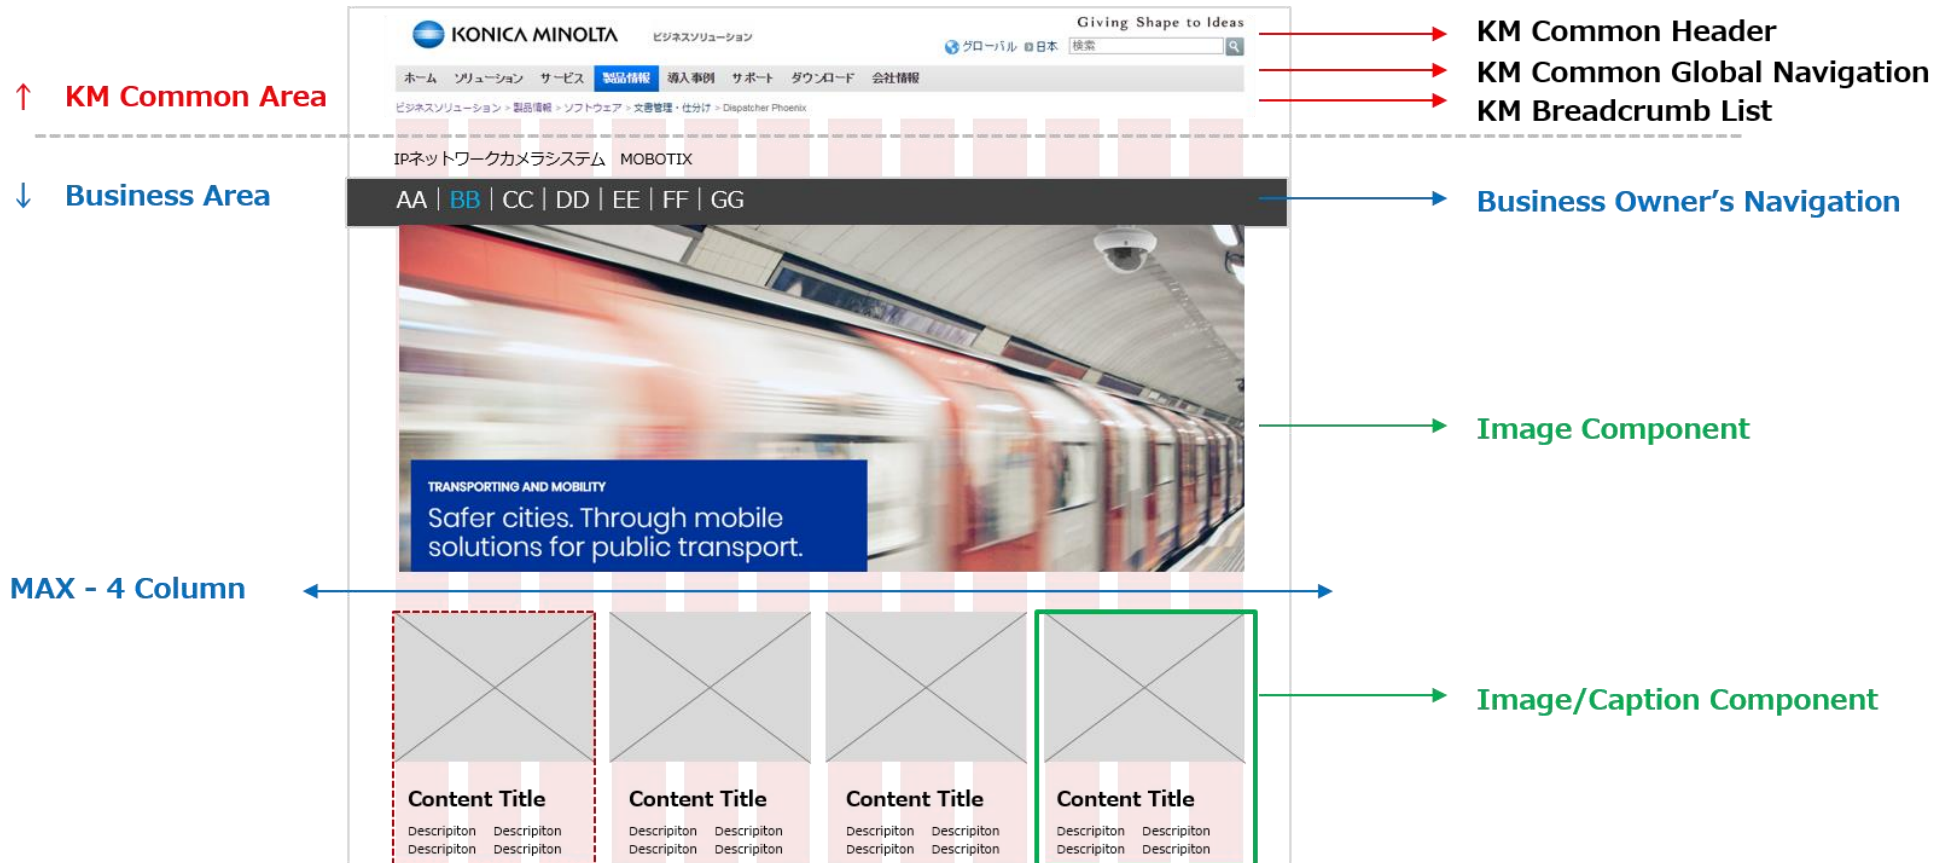 Giving Shape to Ideas
KONICA MINOLTA ビジネスソリューション
グローバル 日本 検索
KM Common Header
ホーム ソリューション サービス 製品情報 導入事例 サポート ダウンロード 会社情報
KM Common Global Navigation
↑ KM Common Area
ビジネスソリューション > 製品情報 > ソフトウェア > 文書管理・仕分け > Dispatcher Phoenix
KM Breadcrumb List
IPネットワークカメラシステム MOBOTIX
↓ Business Area
AA | BB | CC | DD | EE | FF | GG
Business Owner’s Navigation
Image Component
TRANSPORTING AND MOBILITY
Safer cities. Through mobile
solutions for public transport.
MAX - 4 Column
Image/Caption Component
Content Title Content Title Content Title Content Title
Descripiton Descripiton Descripiton Descripiton Descripiton Descripiton Descripiton Descripiton
Descripiton Descripiton Descripiton Descripiton Descripiton Descripiton Descripiton Descripiton